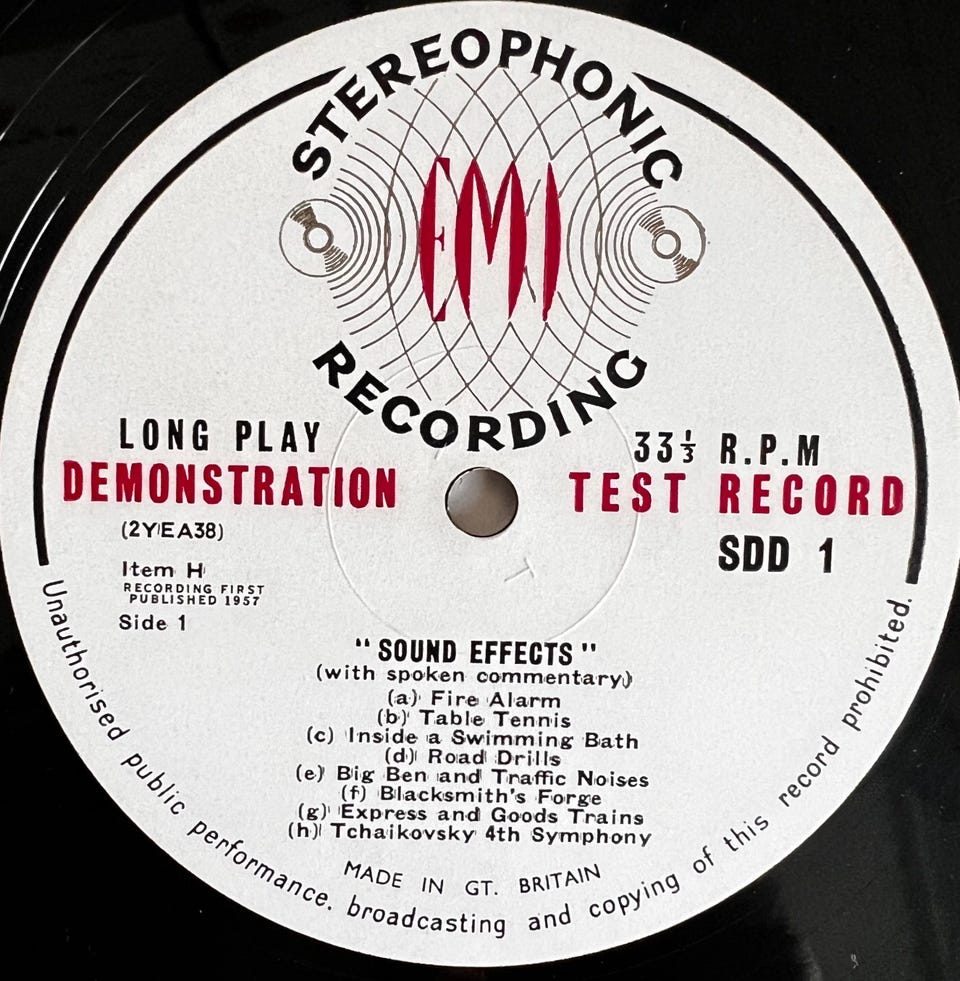 STEREOPHONIC
EMI
RECORDING
LONG PLAY
33⅓ R.P.M
DEMONSTRATION
TEST RECORD
(2YEA38)
SDD 1
Item H
RECORDING FIRST
PUBLISHED 1957
Side 1
"SOUND EFFECTS"
(with spoken commentary)
(a) Fire Alarm
(b) Table Tennis
(c) Inside a Swimming Bath
(d) Road Drills
(e) Big Ben and Traffic Noises
(f) Blacksmith's Forge
(g) Express and Goods Trains
(h) Tchaikovsky 4th Symphony
MADE IN GT. BRITAIN
Unauthorised public performance, broadcasting and copying of this record prohibited.